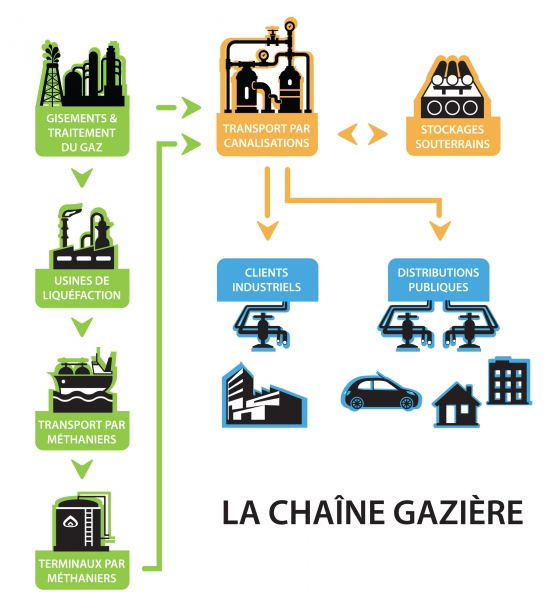 GISEMENTS &
TRAITEMENT
DU GAZ
TRANSPORT PAR
CANALISATIONS
STOCKAGES
SOUTERRAINS
USINES DE
LIQUÉFACTION
CLIENTS
INDUSTRIELS
DISTRIBUTIONS
PUBLIQUES
TRANSPORT PAR
MÉTHANIERS
TERMINAUX PAR
MÉTHANIERS
LA CHAÎNE GAZIÈRE